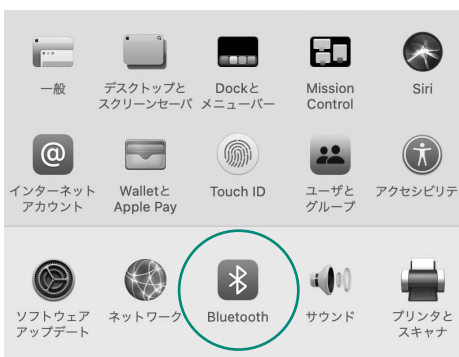 一般
デスクトップと
スクリーンセーバ
Dockと
メニューバー
Mission
Control
Siri
インターネット
アカウント
Walletと
Apple Pay
Touch ID
ユーザと
グループ
アクセシビリテ
ソフトウェア
アップデート
ネットワーク
Bluetooth
サウンド
プリンタと
スキャナ